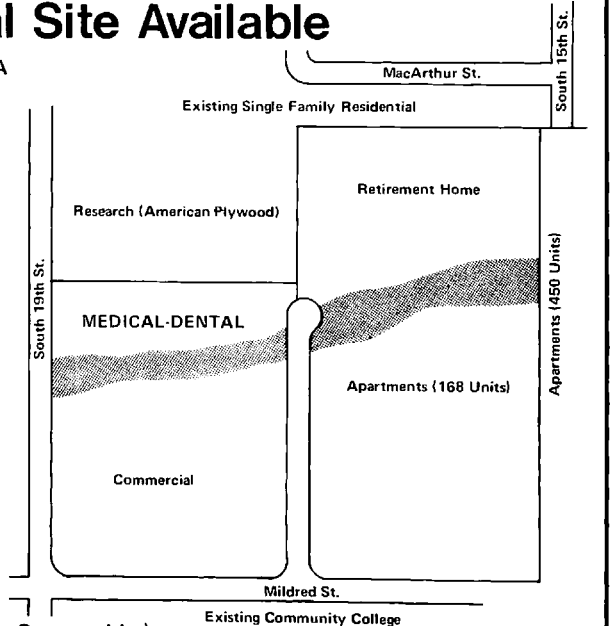 l Site Available
A
MacArthur St.
South 15th St.
Existing Single Family Residential
Retirement Home
Research (American Plywood)
South 19th St.
MEDICAL-DENTAL
Apartments (450 Units)
Apartments (168 Units)
Commercial
Mildred St.
Existing Community College